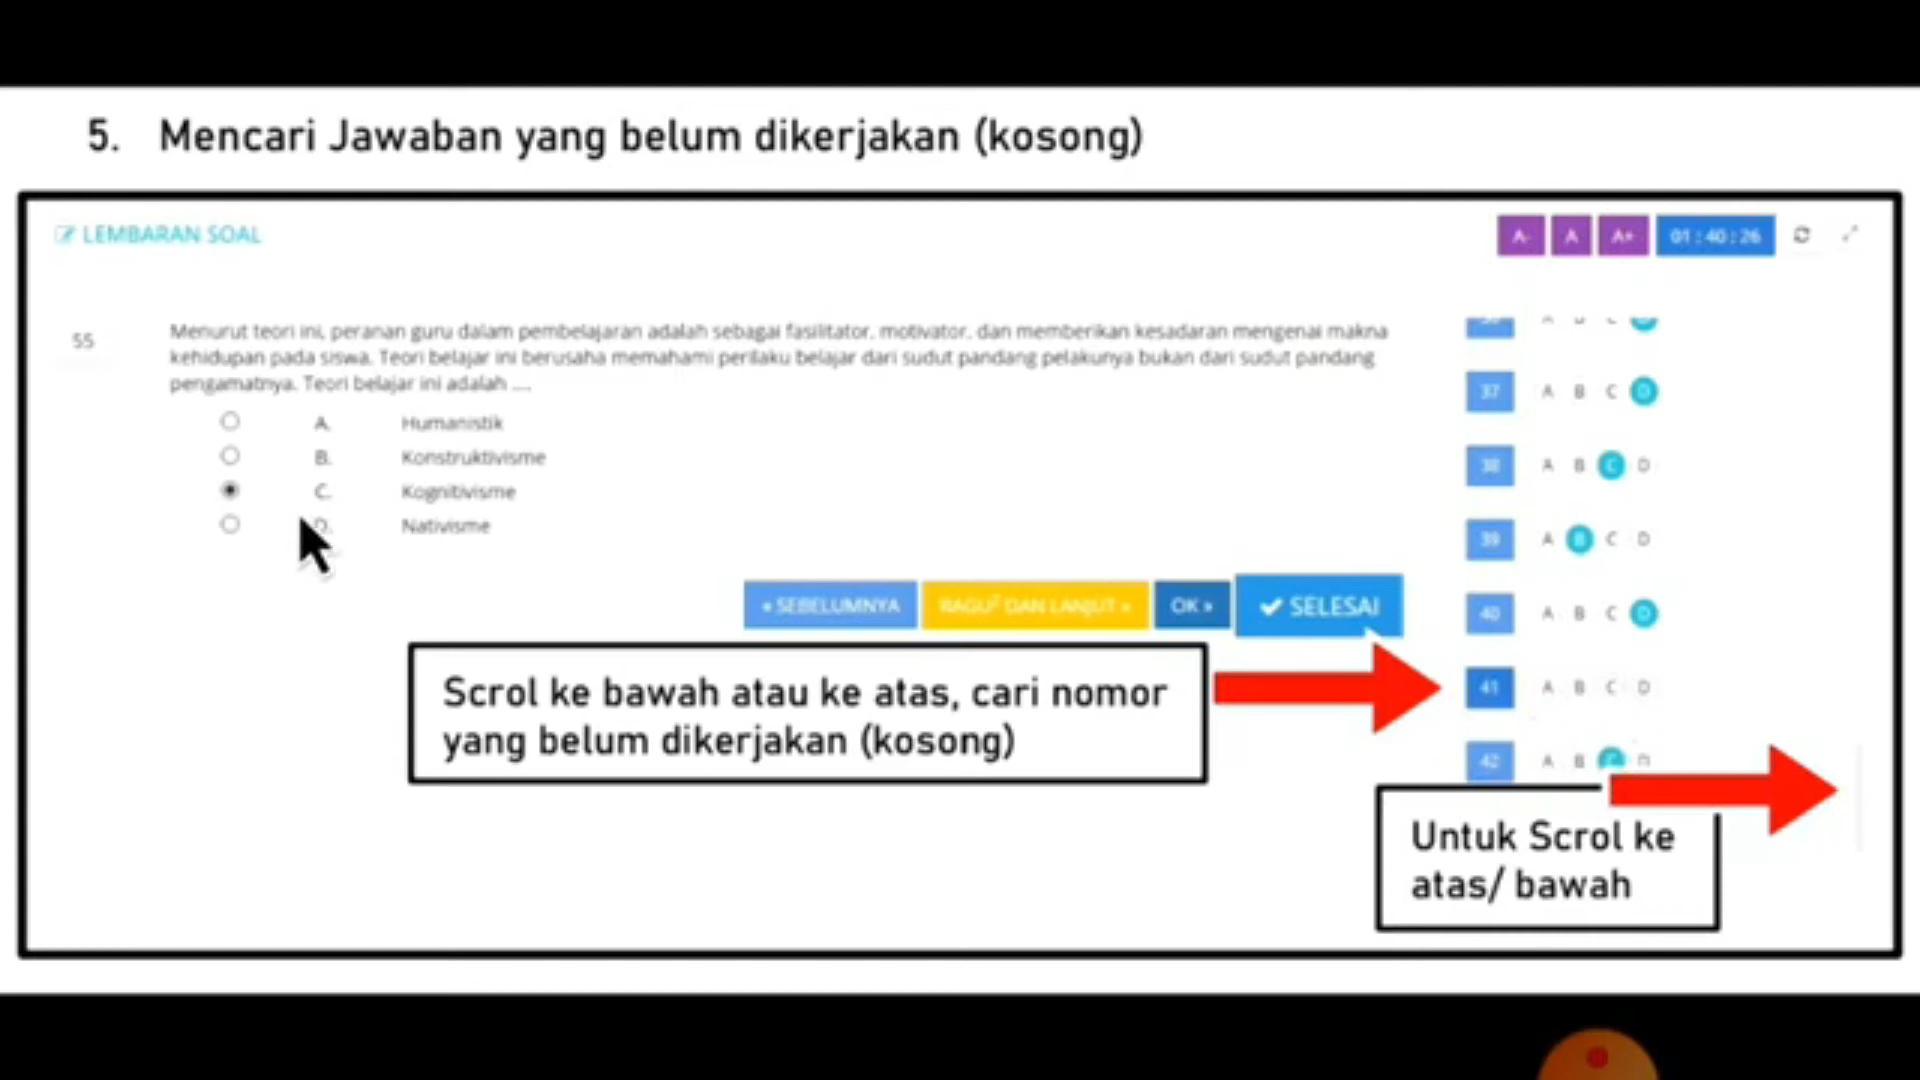 5. Mencari Jawaban yang belum dikerjakan (kosong)
LEMBARAN SOAL
A- A A+ 01 : 40 : 26
55
Menurut teori ini, peranan guru dalam pembelajaran adalah sebagai fasilitator, motivator, dan memberikan kesadaran mengenai makna
kehidupan pada siswa. Teori belajar ini berusaha memahami perilaku belajar dari sudut pandang pelakunya bukan dari sudut pandang
pengamatnya. Teori belajar ini adalah ....
A. Humanistik
B. Konstruktivisme
C. Kognitivisme
D. Nativisme
« SEBELUMNYA RAGU² DAN LANJUT » OK » SELESAI
37 A B C D
38 A B C D
39 A B C D
40 A B C D
41 A B C D
42 A B C D
Scrol ke bawah atau ke atas, cari nomor
yang belum dikerjakan (kosong)
Untuk Scrol ke
atas/ bawah